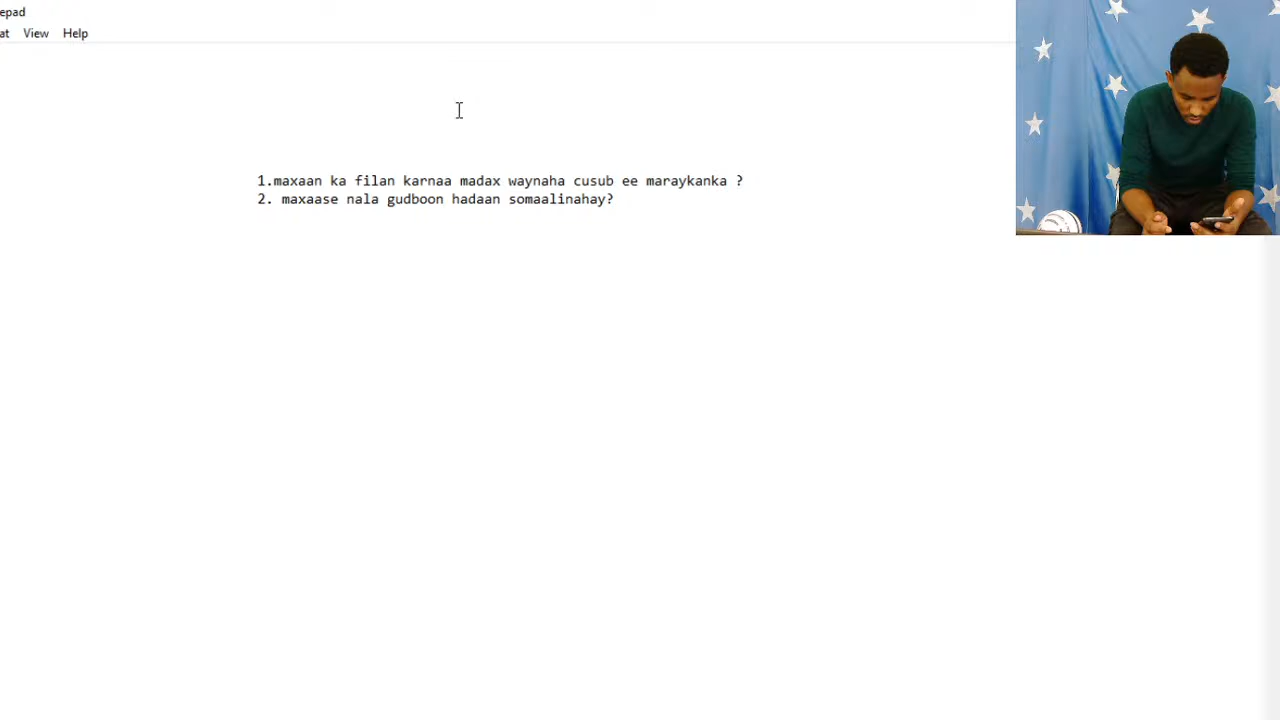 epad
at View Help
1.maxaan ka filan karnaa madax waynaha cusub ee maraykanka ?
2. maxaase nala gudboon hadaan somaalinahay?